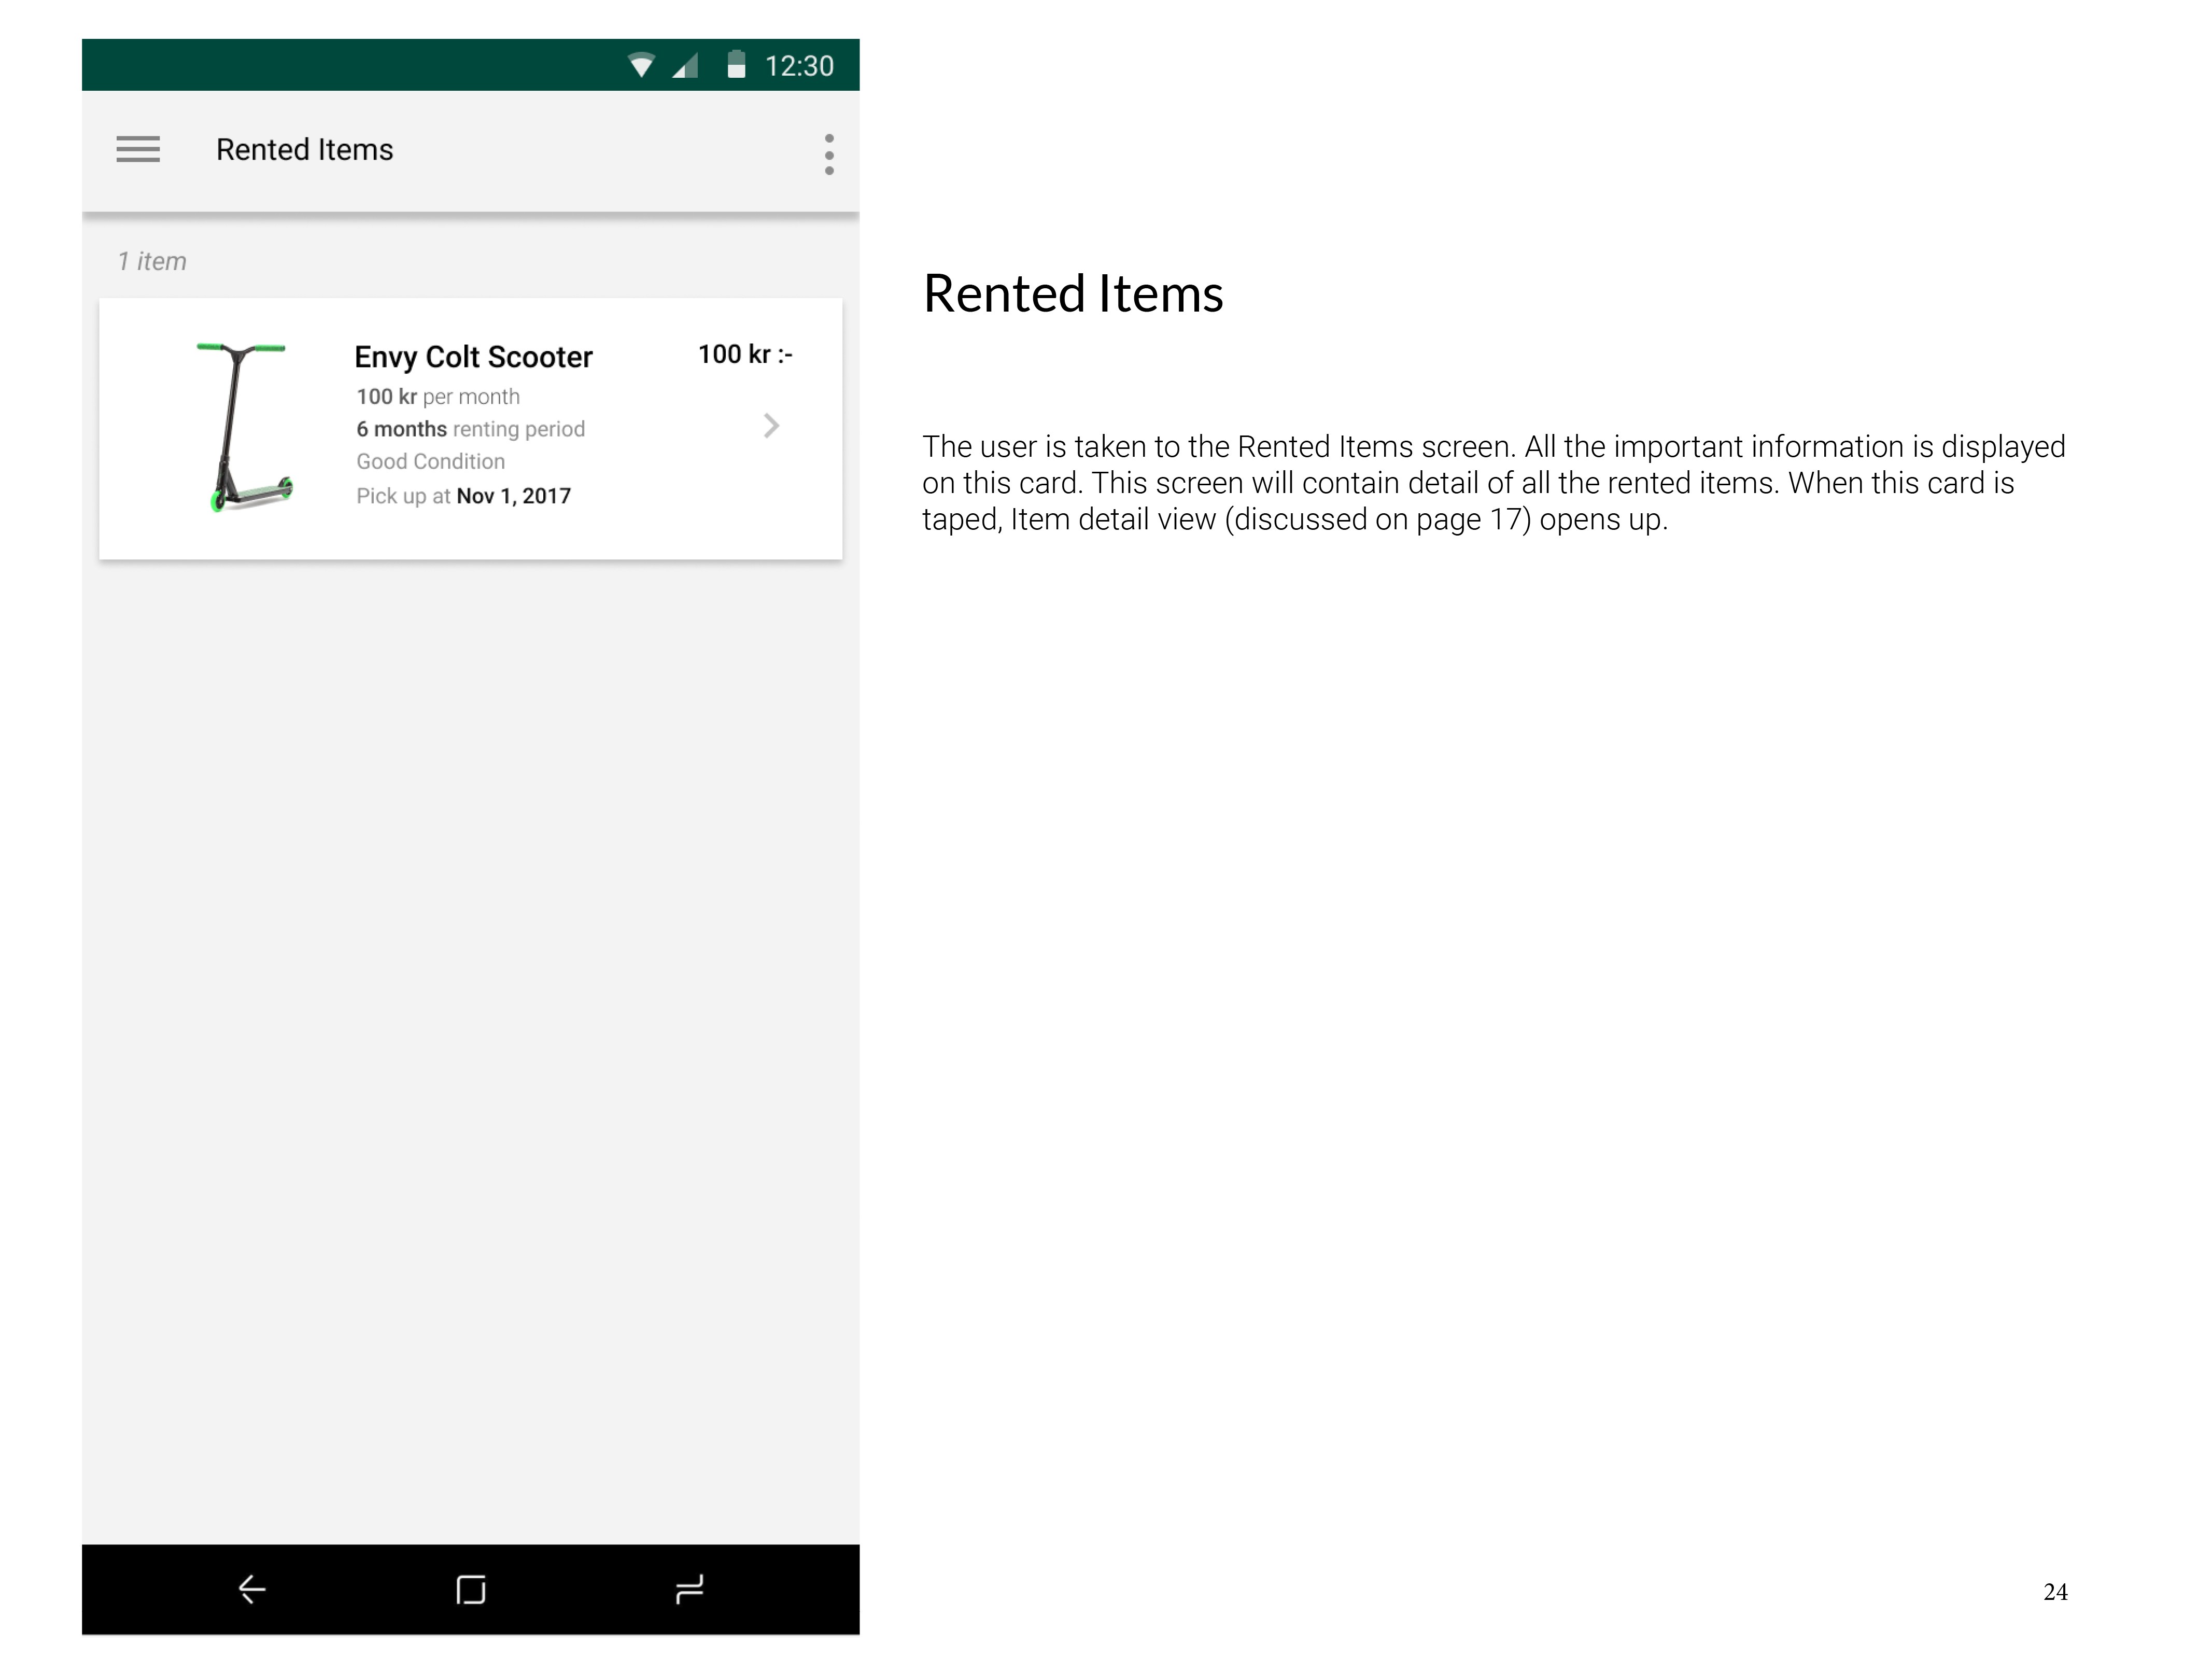 12:30
Rented Items
1 item
Envy Colt Scooter
100 kr :-
100 kr per month
6 months renting period
Good Condition
Pick up at Nov 1, 2017
Rented Items
The user is taken to the Rented Items screen. All the important information is displayed
on this card. This screen will contain detail of all the rented items. When this card is
taped, Item detail view (discussed on page 17) opens up.
24